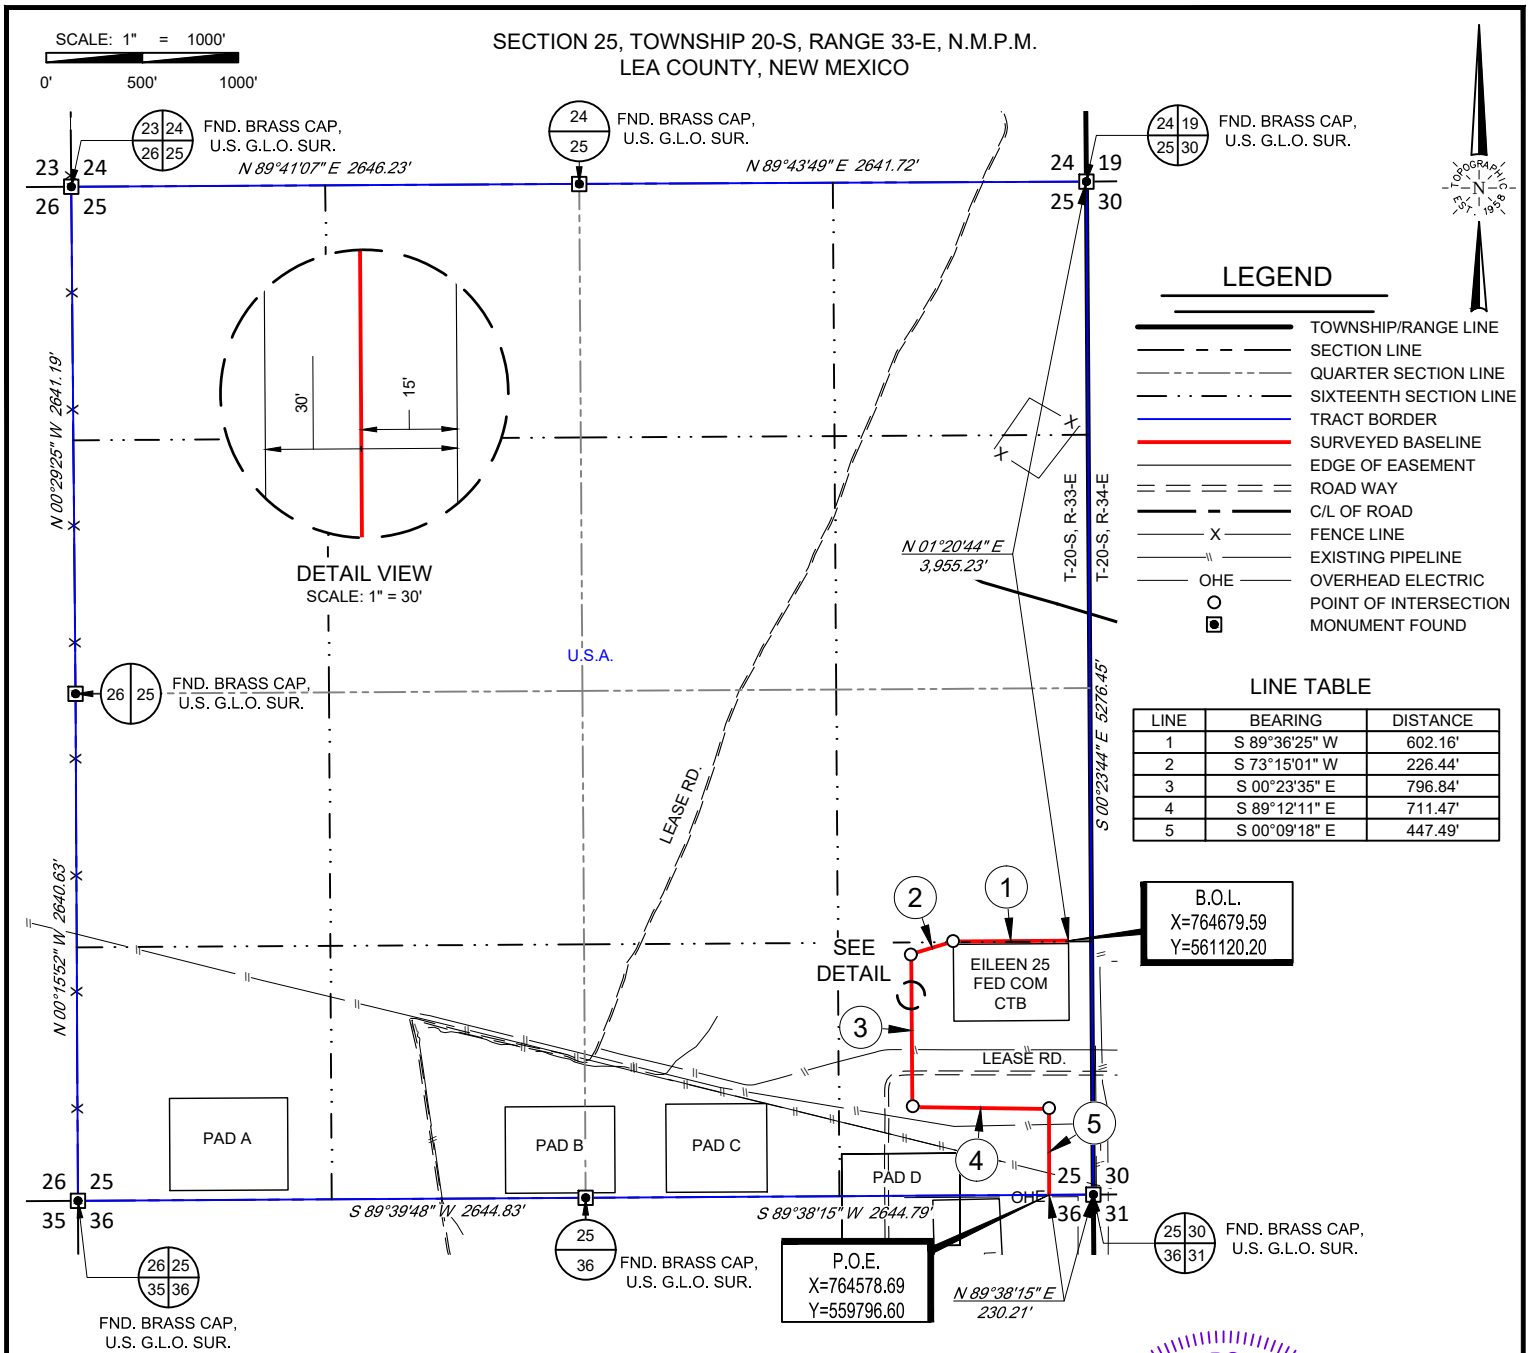 SCALE: 1" = 1000'
0' 500' 1000'
SECTION 25, TOWNSHIP 20-S, RANGE 33-E, N.M.P.M.
LEA COUNTY, NEW MEXICO
23 24
26 25
FND. BRASS CAP,
U.S. G.L.O. SUR.
24
25
FND. BRASS CAP,
U.S. G.L.O. SUR.
24 19
25 30
FND. BRASS CAP,
U.S. G.L.O. SUR.
23 24
26 25
N 89°41'07" E 2646.23'
N 89°43'49" E 2641.72'
24 19
25 30
TOPOGRAPHIC
N
EST. 1958
LEGEND
TOWNSHIP/RANGE LINE
SECTION LINE
QUARTER SECTION LINE
SIXTEENTH SECTION LINE
TRACT BORDER
SURVEYED BASELINE
EDGE OF EASEMENT
ROAD WAY
C/L OF ROAD
X FENCE LINE
EXISTING PIPELINE
OHE OVERHEAD ELECTRIC
POINT OF INTERSECTION
MONUMENT FOUND
N 00°29'25" W 2641.19'
30'
15'
DETAIL VIEW
SCALE: 1" = 30'
X
X
T-20-S, R-33-E
T-20-S, R-34-E
N 01°20'44" E
3,955.23'
U.S.A.
26 25
FND. BRASS CAP,
U.S. G.L.O. SUR.
S 00°23'44" E 5276.45'
LEASE RD.
LINE TABLE
LINE BEARING DISTANCE
1 S 89°36'25" W 602.16'
2 S 73°15'01" W 226.44'
3 S 00°23'35" E 796.84'
4 S 89°12'11" E 711.47'
5 S 00°09'18" E 447.49'
N 00°15'52" W 2640.63'
1
2
B.O.L.
X=764679.59
Y=561120.20
SEE
DETAIL
EILEEN 25
FED COM
CTB
3
LEASE RD.
PAD A
PAD B
PAD C
PAD D
4
5
26 25
35 36
25 30
36 31
OHE
S 89°39'48" W 2644.83'
S 89°38'15" W 2644.79'
25
36
FND. BRASS CAP,
U.S. G.L.O. SUR.
P.O.E.
X=764578.69
Y=559796.60
N 89°38'15" E
230.21'
25 30
36 31
FND. BRASS CAP,
U.S. G.L.O. SUR.
26 25
35 36
FND. BRASS CAP,
U.S. G.L.O. SUR.